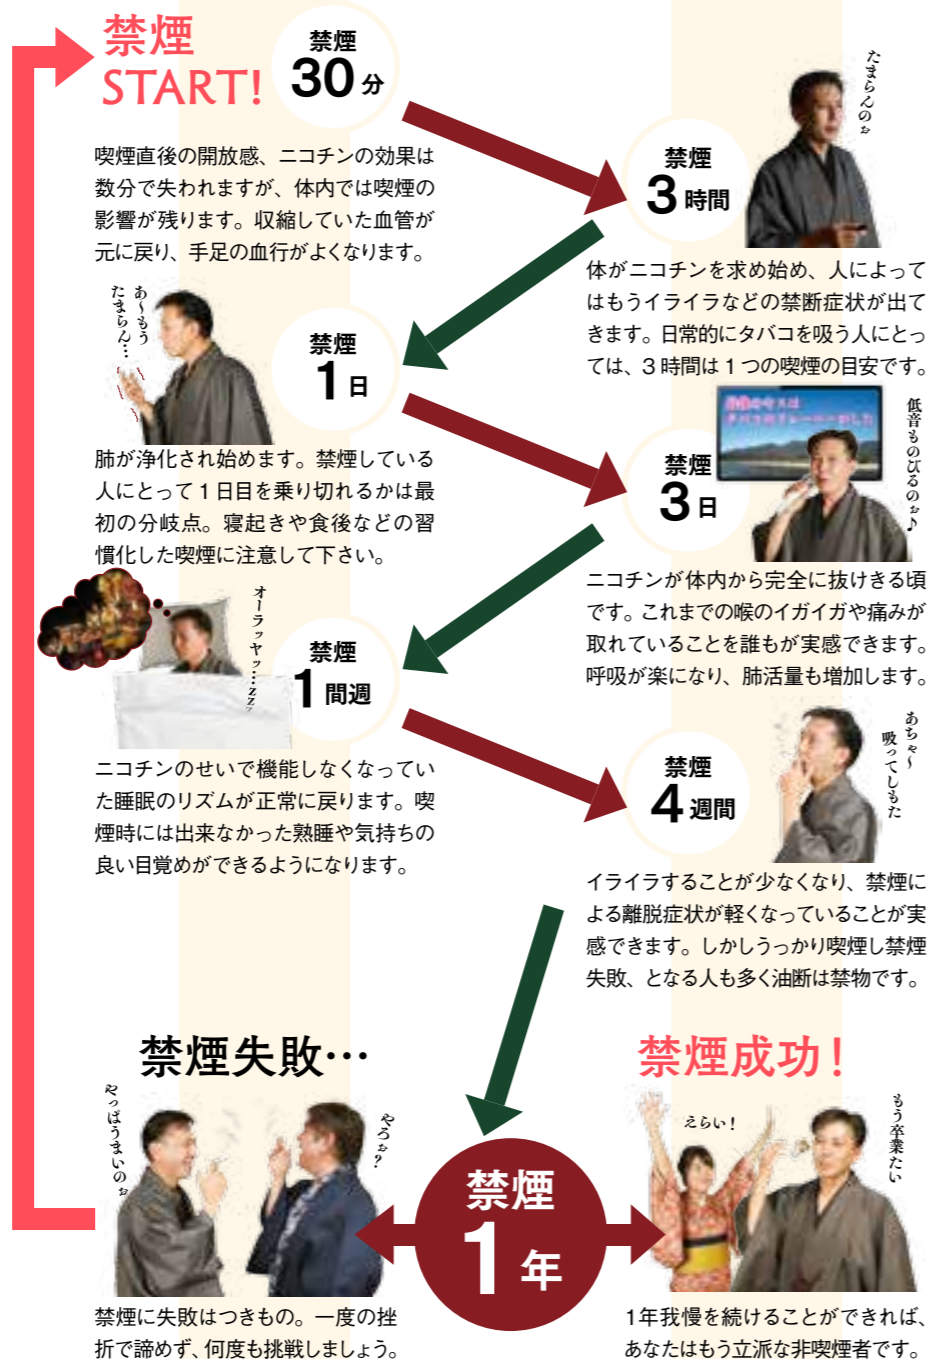 禁煙
START!
禁煙
30分
喫煙直後の開放感、ニコチンの効果は
数分で失われますが、体内では喫煙の
影響が残ります。収縮していた血管が
元に戻り、手足の血行がよくなります。
禁煙
3時間
たまらんのぉ
体がニコチンを求め始め、人によって
はもうイライラなどの禁断症状が出て
きます。日常的にタバコを吸う人にとっ
ては、3時間は1つの喫煙の目安です。
あ〜もう
たまらん…
禁煙
1日
肺が浄化され始めます。禁煙している
人にとって1日目を乗り切れるかは最
初の分岐点。寝起きや食後などの習
慣化した喫煙に注意して下さい。
禁煙
3日
低音ものびるのぉ♪
ニコチンが体内から完全に抜けきる頃
です。これまでの喉のイガイガや痛みが
取れていることを誰もが実感できます。
呼吸が楽になり、肺活量も増加します。
オーラッヤッ…zz
禁煙
1間週
ニコチンのせいで機能しなくなってい
た睡眠のリズムが正常に戻ります。喫
煙時には出来なかった熟睡や気持ちの
良い目覚めができるようになります。
禁煙
4週間
あちゃ〜
吸ってしもた
イライラすることが少なくなり、禁煙に
よる離脱症状が軽くなっていることが実
感できます。しかしうっかり喫煙し禁煙
失敗、となる人も多く油断は禁物です。
禁煙
1年
禁煙失敗…
やっぱうまいのぉ
やろぉ?
禁煙に失敗はつきもの。一度の挫
折で諦めず、何度も挑戦しましょう。
禁煙成功!
えらい!
もう卒業たい
1年我慢を続けることができれば、
あなたはもう立派な非喫煙者です。